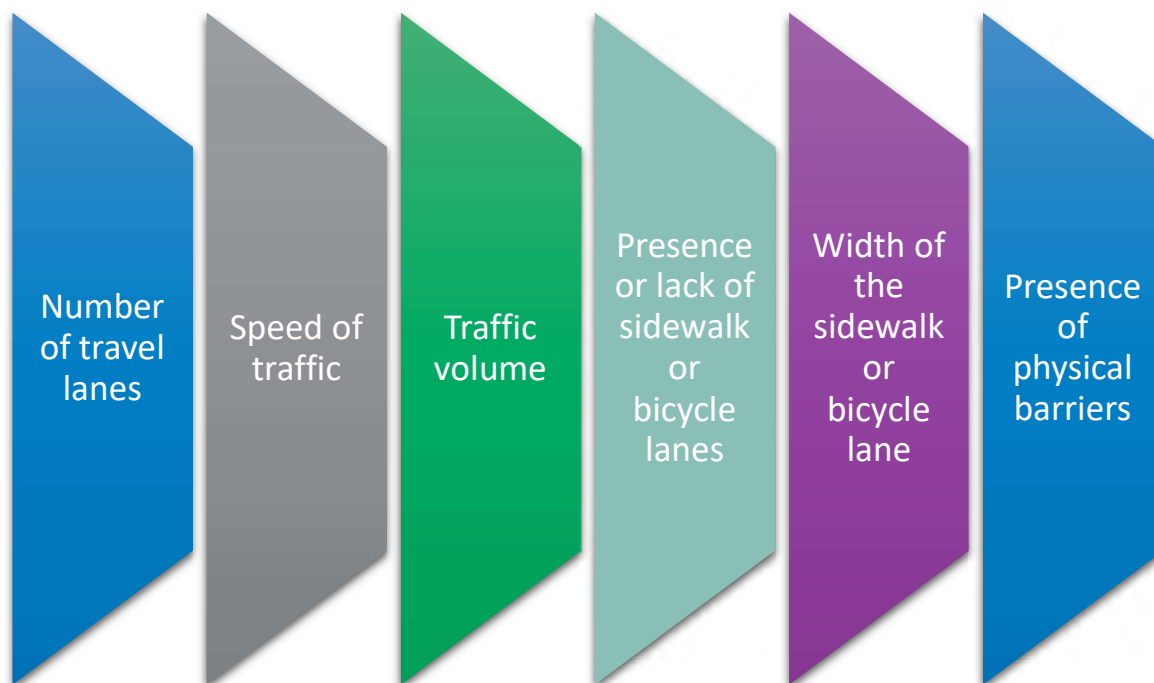 Number
of travel
lanes
Speed of
traffic
Traffic
volume
Presence
or lack of
sidewalk
or
bicycle
lanes
Width of
the
sidewalk
or
bicycle
lane
Presence
of
physical
barriers